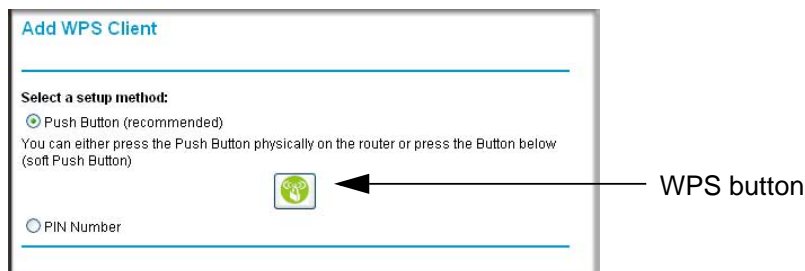 Add WPS Client
Select a setup method:
Push Button (recommended)
You can either press the Push Button physically on the router or press the Button below
(soft Push Button)
WPS button
PIN Number